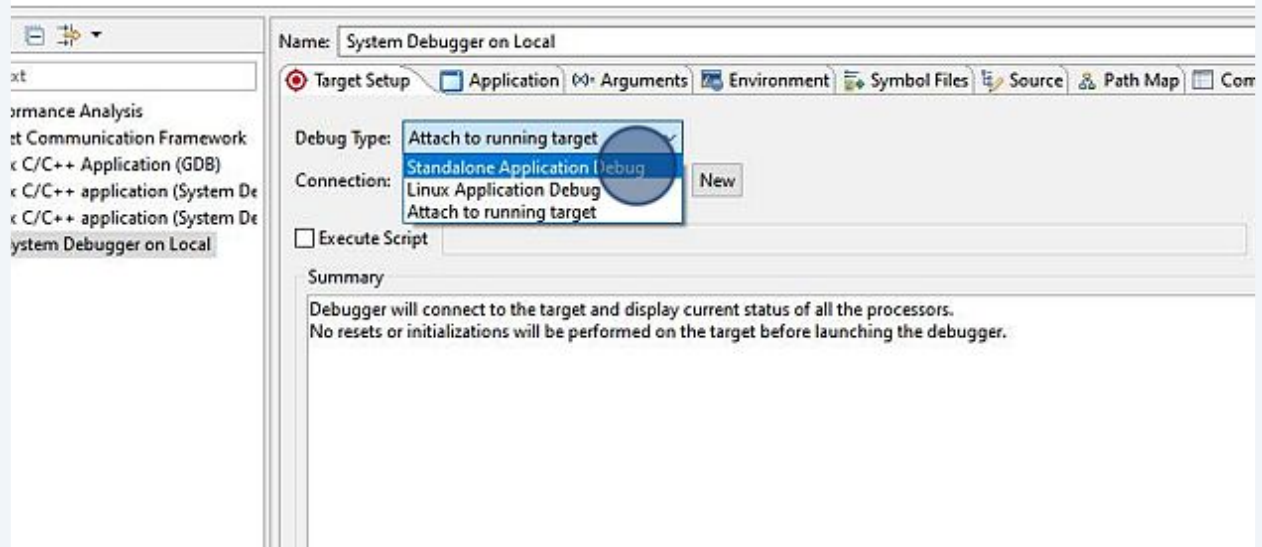 Name: System Debugger on Local
Target Setup Application (x)= Arguments Environment Symbol Files Source Path Map Com
xt
ormance Analysis
et Communication Framework
x C/C++ Application (GDB)
x C/C++ application (System De
x C/C++ application (System De
ystem Debugger on Local
Debug Type: Attach to running target
Standalone Application Debug
Connection: New
Linux Application Debug
Attach to running target
Execute Script
Summary
Debugger will connect to the target and display current status of all the processors.
No resets or initializations will be performed on the target before launching the debugger.